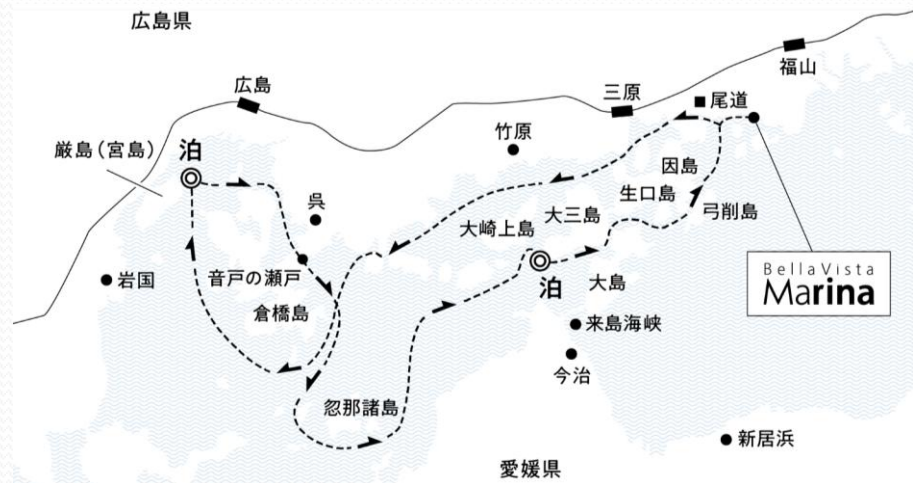 広島県
福山
広島
三原
尾道
竹原
厳島(宮島)
泊
因島
生口島
呉
弓削島
大崎上島
大三島
音戸の瀬戸
岩国
泊
大島
BellaVista
Marina
倉橋島
来島海峡
今治
忽那諸島
新居浜
愛媛県